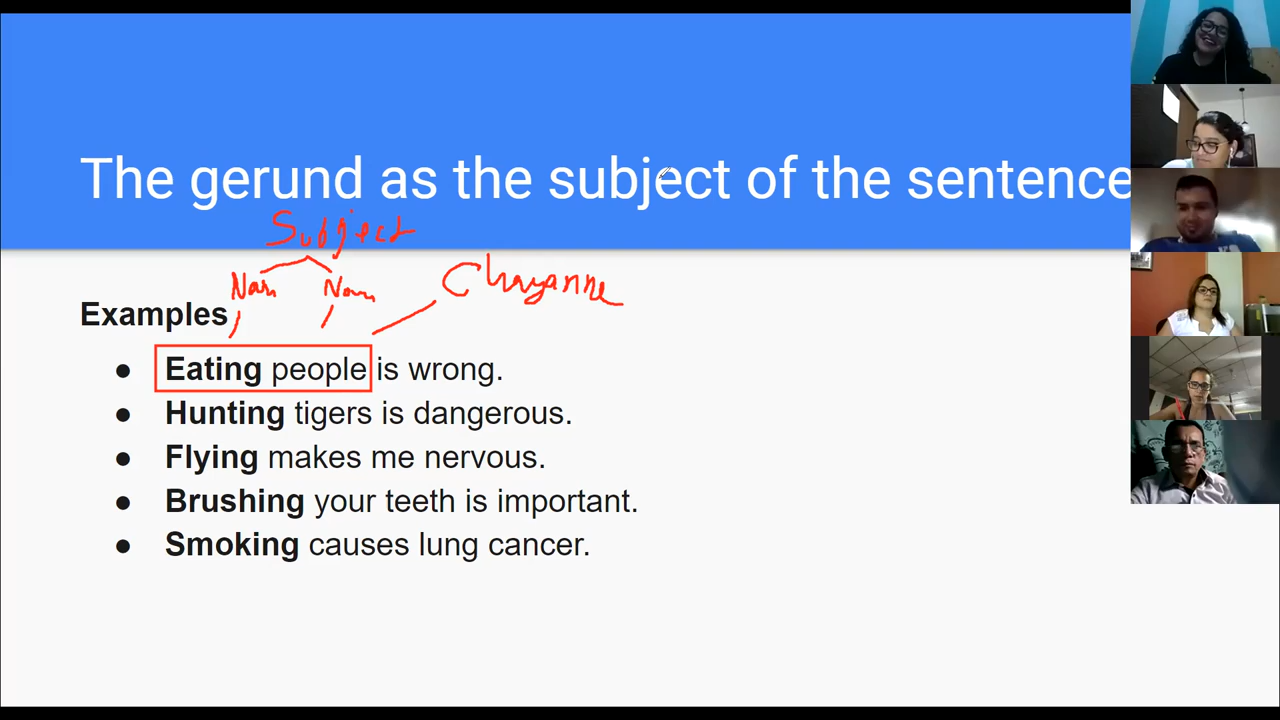 The gerund as the subject of the sentence
Subject
Noun Noun Chayanne
Examples
● Eating people is wrong.
● Hunting tigers is dangerous.
● Flying makes me nervous.
● Brushing your teeth is important.
● Smoking causes lung cancer.